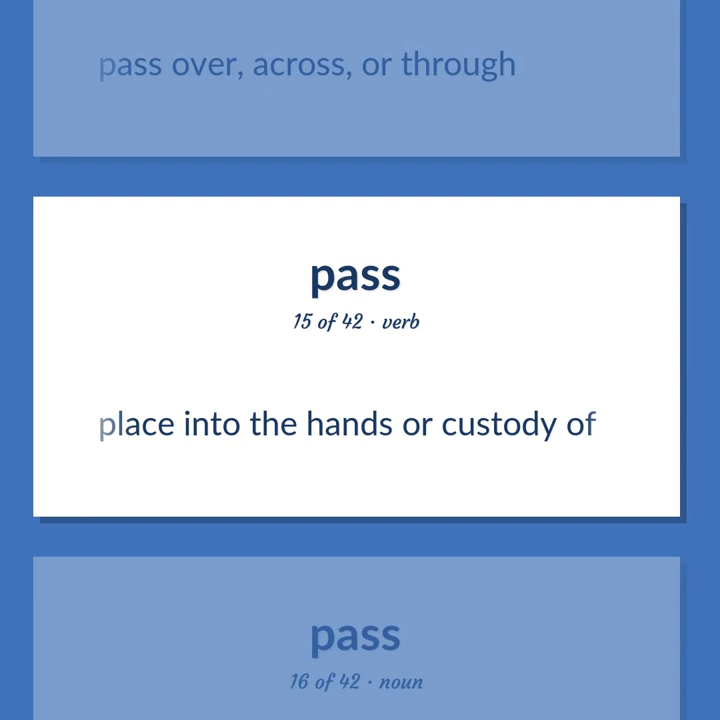 pass over, across, or through
pass
15 of 42 · verb
place into the hands or custody of
pass
16 of 42 · noun